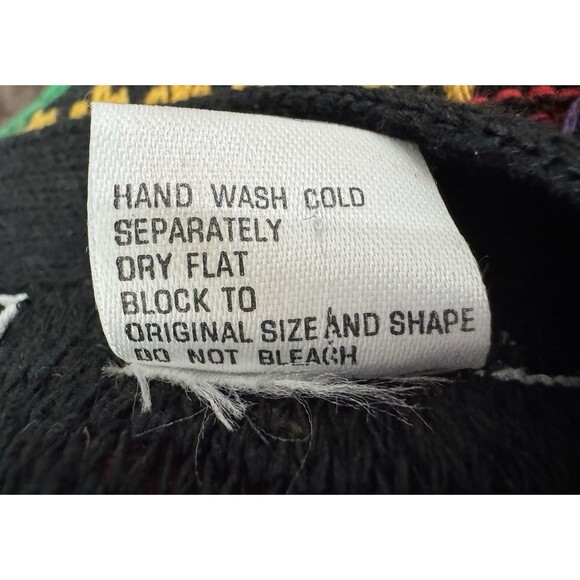 HAND WASH COLD
SEPARATELY
DRY FLAT
BLOCK TO
ORIGINAL SIZE AND SHAPE
DO NOT BLEACH